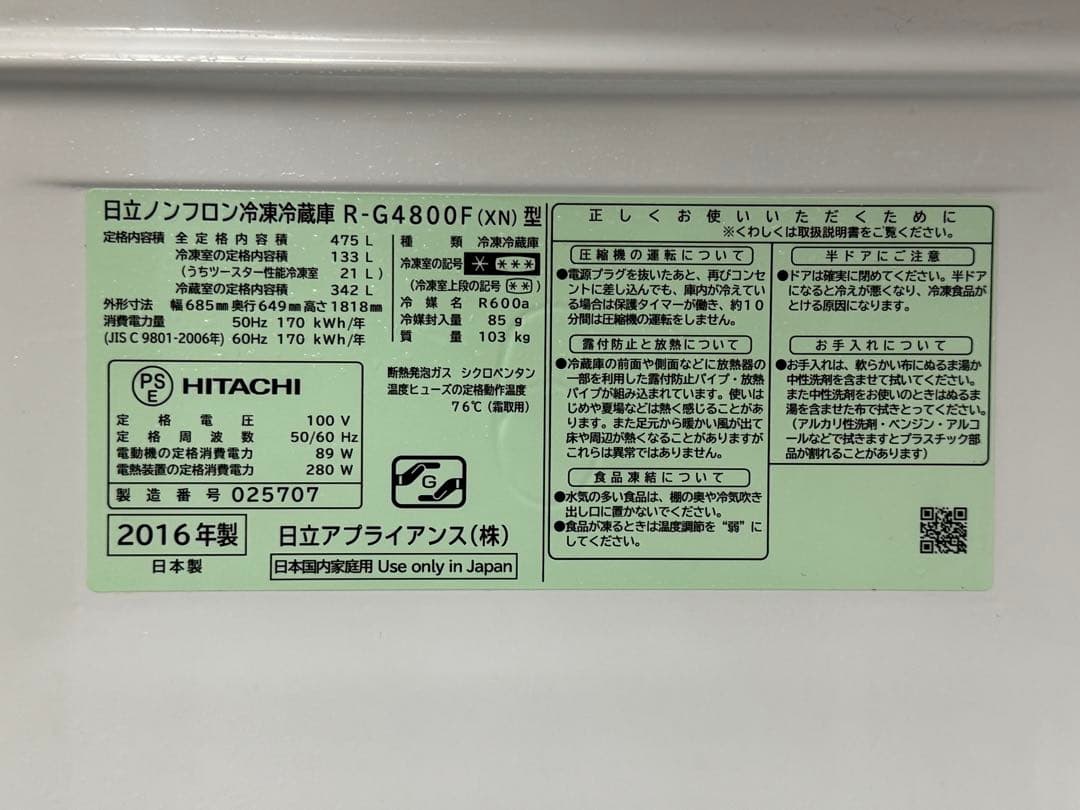 日立ノンフロン冷凍冷蔵庫 R-G4800F(XN)型
定格内容積 全定格内容積 475 L
冷凍室の定格内容積 133 L
(うちツースター性能冷凍室 21 L)
冷蔵室の定格内容積 342 L
外形寸法 幅685mm 奥行649mm 高さ1818mm
消費電力量 50Hz 170 kWh/年
(JIS C 9801-2006年) 60Hz 170 kWh/年
種類 冷凍冷蔵庫
冷凍室の記号 * ***
(冷凍室上段の記号 **)
冷媒名 R600a
冷媒封入量 85 g
質量 103 kg
断熱発泡ガス シクロペンタン
温度ヒューズの定格動作温度
76℃(霜取用)
PSE HITACHI
定格電圧 100 V
定格周波数 50/60 Hz
電動機の定格消費電力 89 W
電熱装置の定格消費電力 280 W
製造番号 025707
G
2016年製
日本製
日立アプライアンス(株)
日本国内家庭用 Use only in Japan
正しくお使いいただくために
※くわしくは取扱説明書をご覧ください。
圧縮機の運転について
●電源プラグを抜いたあと、再びコンセ
ントに差し込んでも、庫内が冷えてい
る場合は保護タイマーが働き、約10
分間は圧縮機の運転をしません。
露付防止と放熱について
●冷蔵庫の前面や側面などに放熱器の
一部を利用した露付防止パイプ・放熱
パイプが組み込まれています。使いは
じめや夏場などは熱く感じることがあ
ります。また足元から暖かい風が出て
床や周辺が熱くなることがありますが
これらは異常ではありません。
食品凍結について
●水気の多い食品は、棚の奥や冷気吹き
出し口に置かないでください。
●食品が凍るときは温度調節を“弱”に
してください。
半ドアにご注意
●ドアは確実に閉めてください。半ドア
になると冷えが悪くなり、冷凍食品が
とける原因になります。
お手入れについて
●お手入れは、軟らかい布にぬるま湯か
中性洗剤を含ませて拭いてください。
また中性洗剤をお使いのときはぬるま
湯を含ませた布で拭きとってください。
(アルカリ性洗剤・ベンジン・アルコ
ールなどで拭きますとプラスチック部
品が割れることがあります)